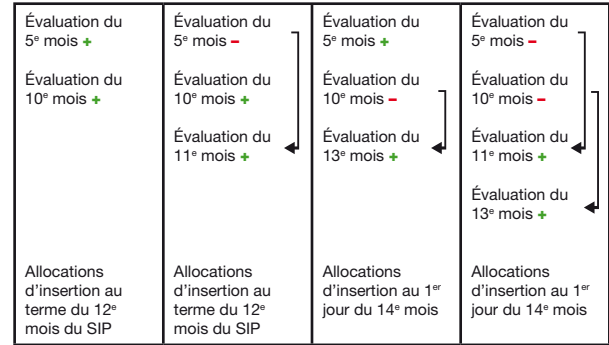 Évaluation du
5e mois +
Évaluation du
10e mois +
Allocations
d’insertion au
terme du 12e
mois du SIP
Évaluation du
5e mois –
Évaluation du
10e mois +
Évaluation du
11e mois +
Allocations
d’insertion au
terme du 12e
mois du SIP
Évaluation du
5e mois +
Évaluation du
10e mois –
Évaluation du
13e mois +
Allocations
d’insertion au 1er
jour du 14e mois
Évaluation du
5e mois –
Évaluation du
10e mois –
Évaluation du
11e mois +
Évaluation du
13e mois +
Allocations
d’insertion au 1er
jour du 14e mois